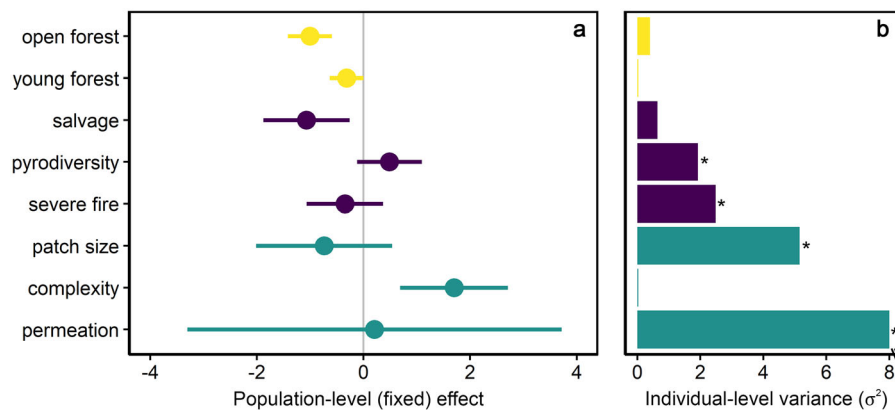 a
b
open forest
young forest
salvage
pyrodiversity
severe fire
patch size
complexity
permeation
*
*
*
*
-4 -2 0 2 4
0 2 4 6 8
Population-level (fixed) effect
Individual-level variance (σ²)